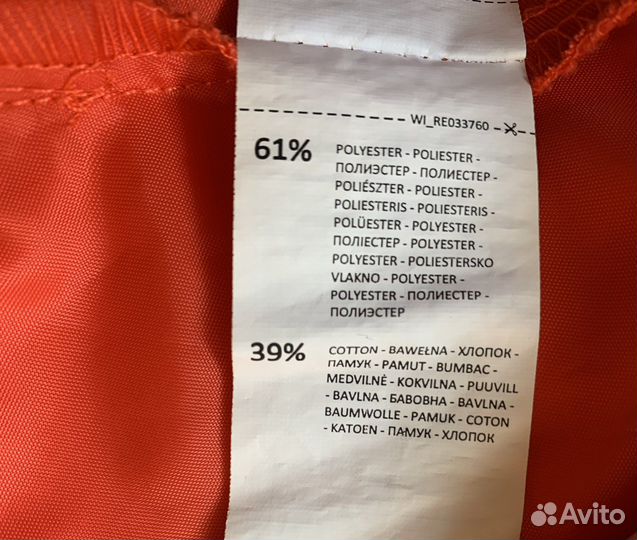 WI_RE033760
61%
POLYESTER - POLIESTER -
ПОЛИЭСТЕР - ПОЛИЕСТЕР -
POLIÉSZTER - POLIESTER -
POLIESTERIS - POLIESTERIS -
POLÜESTER - POLYESTER -
ПОЛІЕСТЕР - POLYESTER -
POLYESTER - POLIESTERSKO
VLAKNO - POLYESTER -
POLYESTER - ПОЛИЕСТЕР -
ПОЛИЭСТЕР
39%
COTTON - BAWEŁNA - ХЛОПОК -
ПАМУК - PAMUT - BUMBAC -
MEDVILNĖ - KOKVILNA - PUUVILL
- BAVLNA - БАВОВНА - BAVLNA -
BAUMWOLLE - PAMUK - COTON
- KATOEN - ПАМУК - ХЛОПОК
Avito